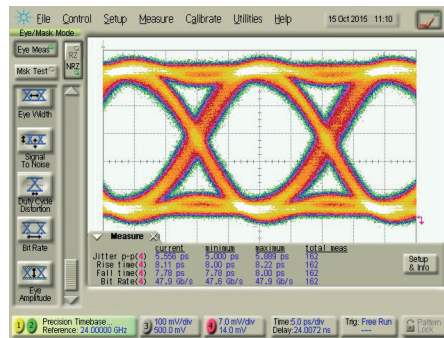 File Control Setup Measure Calibrate Utilities Help 15 Oct 2015 11:10
Eye/Mask Mode
Eye Meas
RZ
NRZ
Msk Test
Eye Width
Signal
To Noise
Duty Cycle
Distortion
Bit Rate
Eye
Amplitude
Measure
current minimum maximum total meas
Jitter p-p(4) 5.556 ps 5.000 ps 5.889 ps 162
Rise time(4) 8.11 ps 8.00 ps 8.22 ps 162
Fall time(4) 7.78 ps 7.78 ps 8.00 ps 162
Bit Rate(4) 47.9 Gb/s 47.6 Gb/s 47.9 Gb/s 162
Setup
& Info
1 2 Precision Timebase...
Reference: 24.00000 GHz
3 100 mV/div
500.0 mV
4 7.0 mV/div
14.0 mV
Time:5.0 ps/div
Delay:24.0072 ns
Trig: Free Run
Pattern
Lock